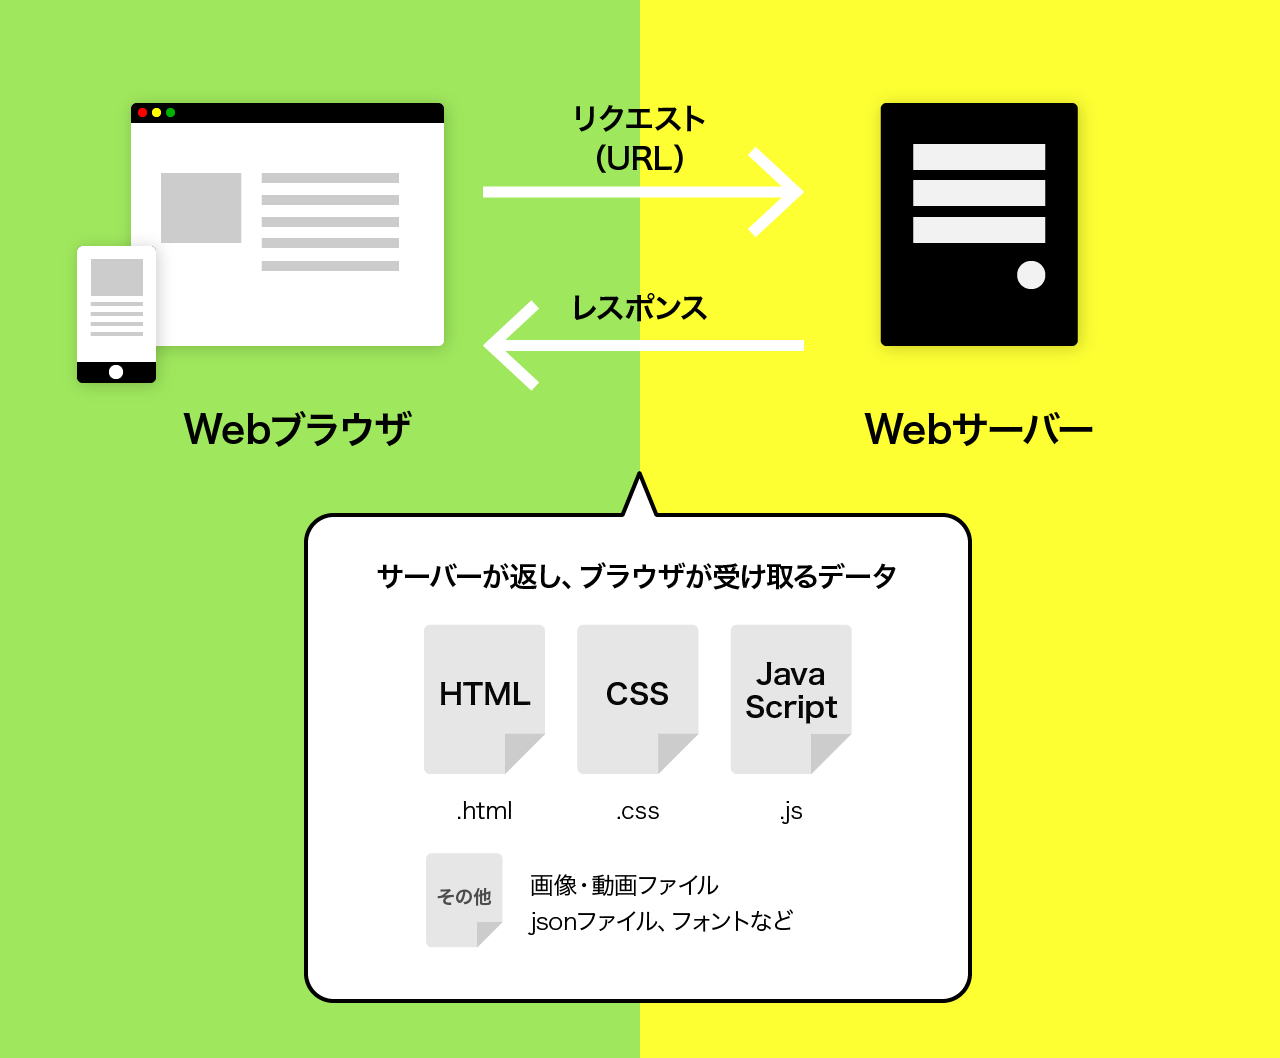 リクエスト
(URL)
レスポンス
Webブラウザ
Webサーバー
サーバーが返し、ブラウザが受け取るデータ
HTML
CSS
Java
Script
.html
.css
.js
その他
画像・動画ファイル
jsonファイル、フォントなど